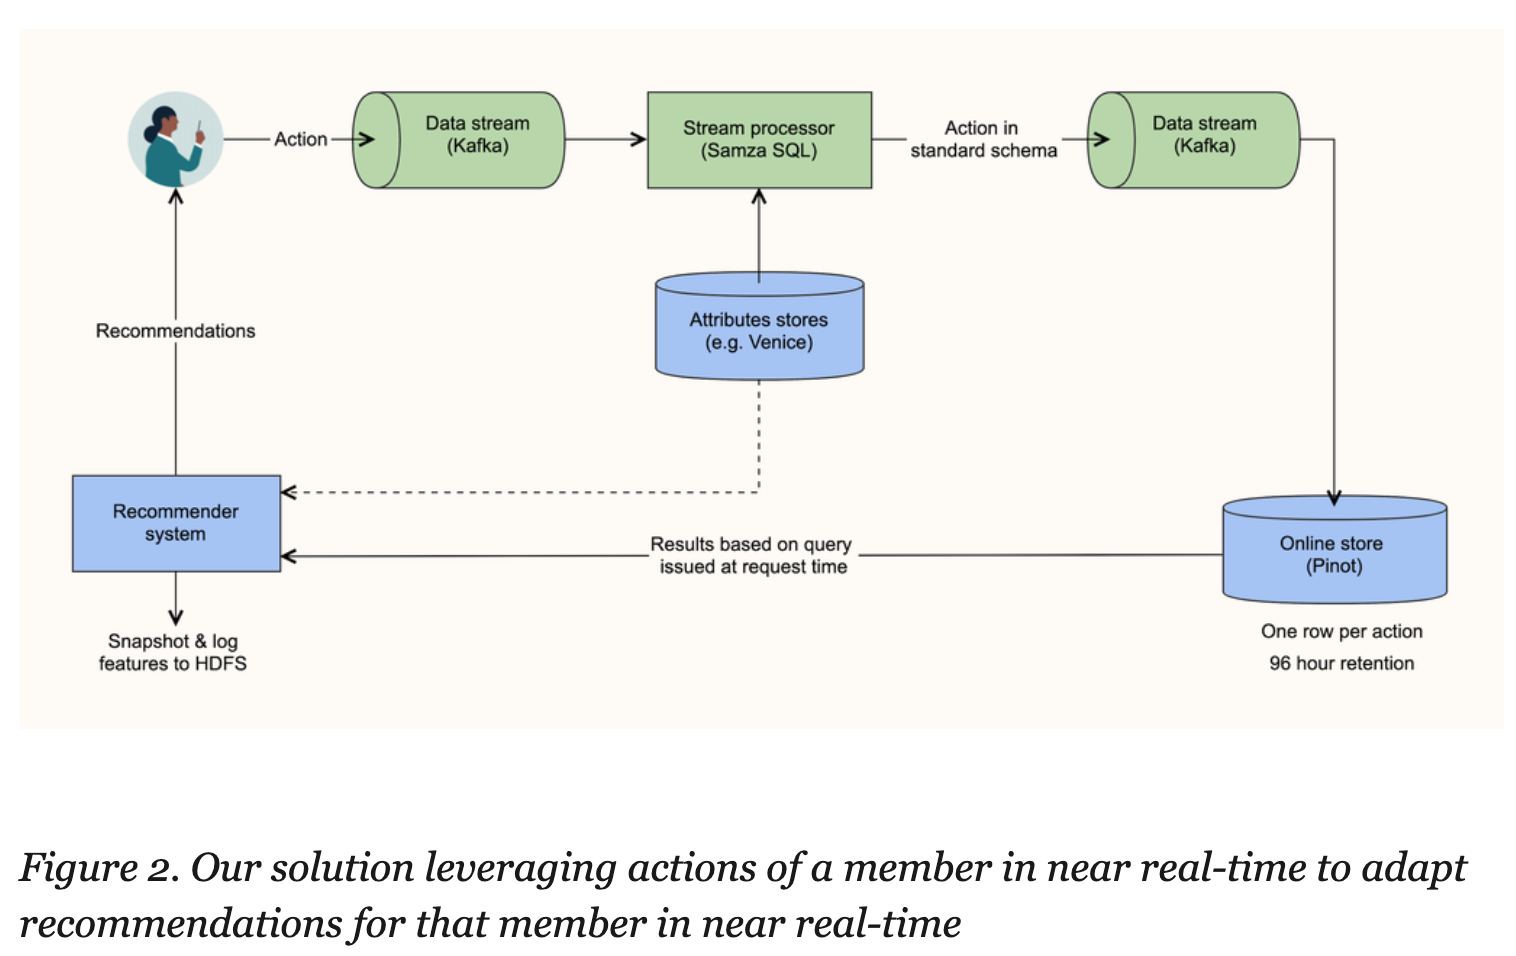 Action
Data stream
(Kafka)
Stream processor
(Samza SQL)
Action in
standard schema
Data stream
(Kafka)
Attributes stores
(e.g. Venice)
Recommendations
Recommender
system
Results based on query
issued at request time
Online store
(Pinot)
One row per action
96 hour retention
Snapshot & log
features to HDFS
Figure 2. Our solution leveraging actions of a member in near real-time to adapt
recommendations for that member in near real-time